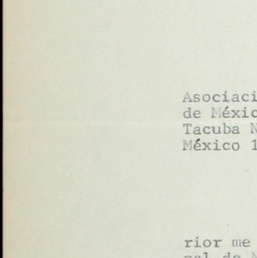 Asociaci
de Méxic
Tacuba N
México 1
rior me